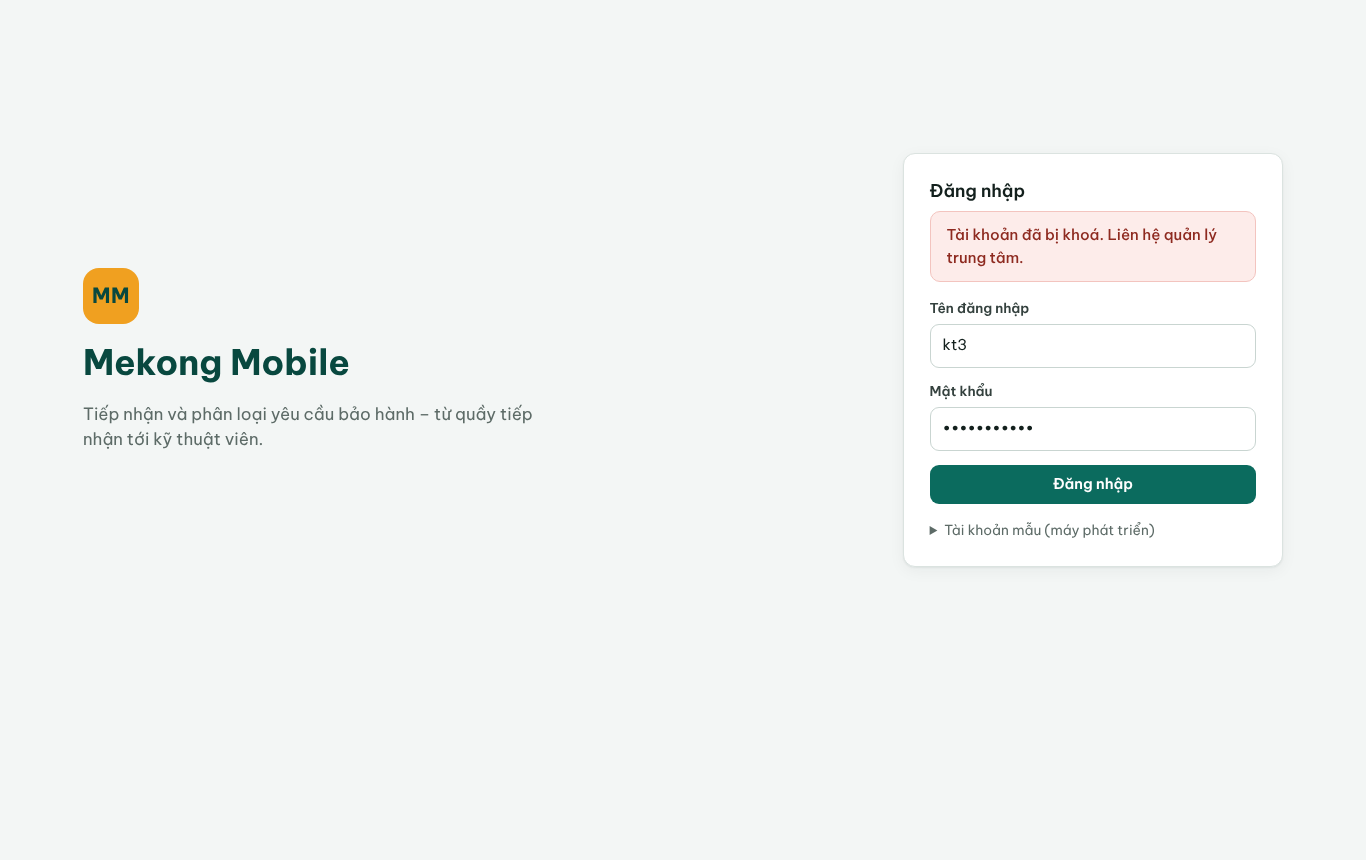 MM
Mekong Mobile
Tiếp nhận và phân loại yêu cầu bảo hành – từ quầy tiếp
nhận tới kỹ thuật viên.
Đăng nhập
Tài khoản đã bị khoá. Liên hệ quản lý
trung tâm.
Tên đăng nhập
kt3
Mật khẩu
•••••••••••
Đăng nhập
▶ Tài khoản mẫu (máy phát triển)